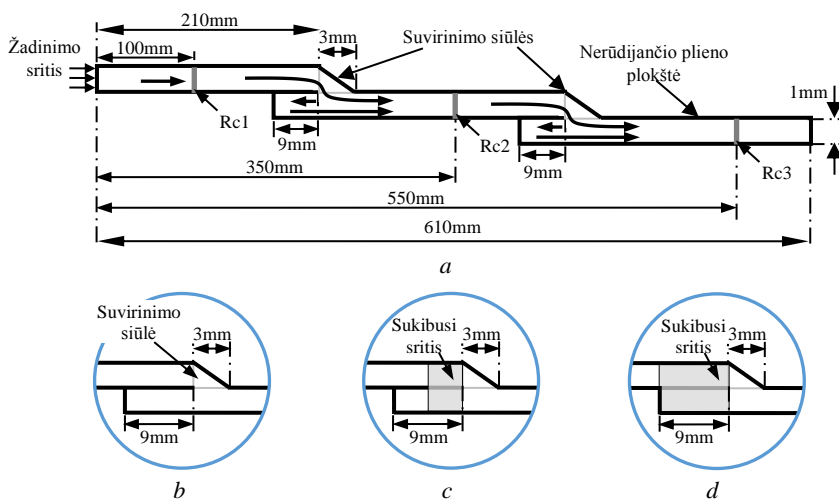 210mm
3mm
Suvirinimo siūlės
Žadinimo
sritis
100mm
Nerūdijančio plieno
plokštė
1mm
Rc1
9mm
Rc2
9mm
Rc3
350mm
550mm
610mm
a
Suvirinimo
siūlė
3mm
9mm
b
Sukibusi
sritis
3mm
9mm
c
Sukibusi
sritis
3mm
9mm
d